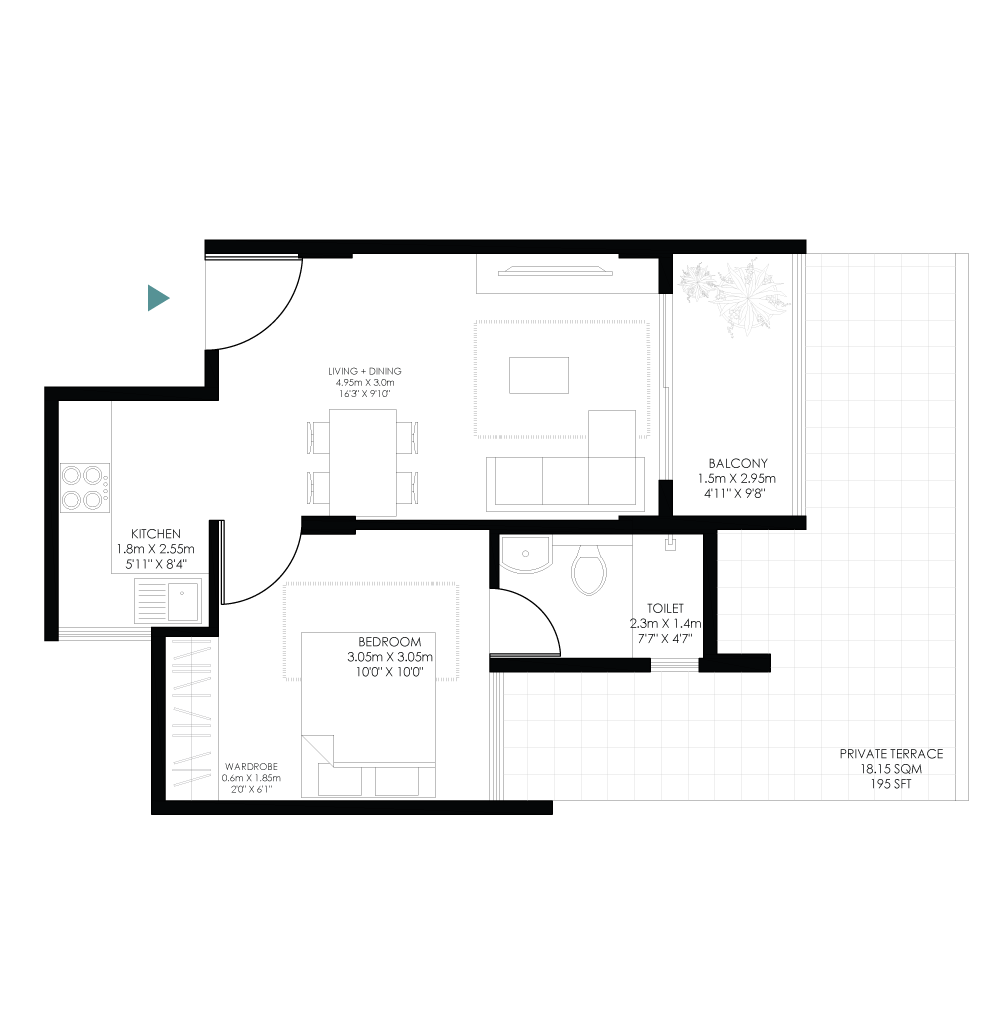 LIVING + DINING
4.95m X 3.0m
16'3" X 9'10"
BALCONY
1.5m X 2.95m
4'11" X 9'8"
KITCHEN
1.8m X 2.55m
5'11" X 8'4"
TOILET
2.3m X 1.4m
7'7" X 4'7"
BEDROOM
3.05m X 3.05m
10'0" X 10'0"
WARDROBE
0.6m X 1.85m
2'0" X 6'1"
PRIVATE TERRACE
18.15 SQM
195 SFT